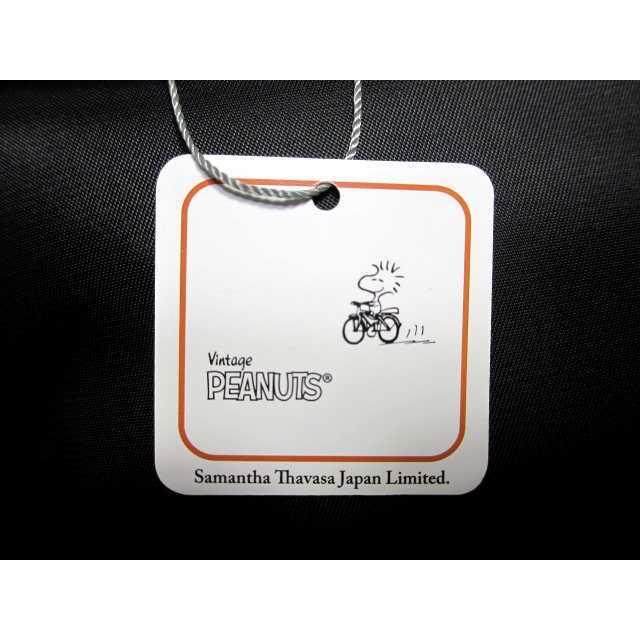 Vintage
PEANUTS®
Samantha Thavasa Japan Limited.